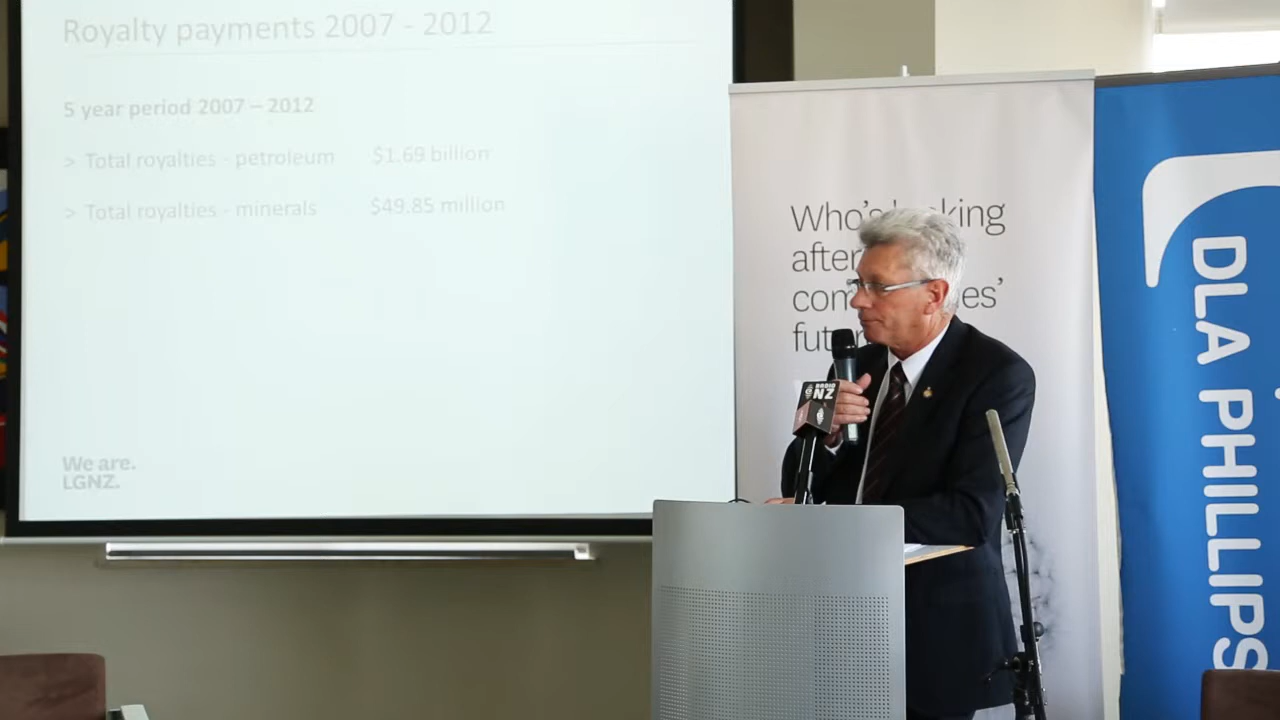 Royalty payments 2007 - 2012
5 year period 2007 – 2012
> Total royalties - petroleum $1.69 billion
> Total royalties - minerals $49.85 million
We are.
LGNZ.
Who's
after
es'
RADIO
NZ
DLA PHILLIPS